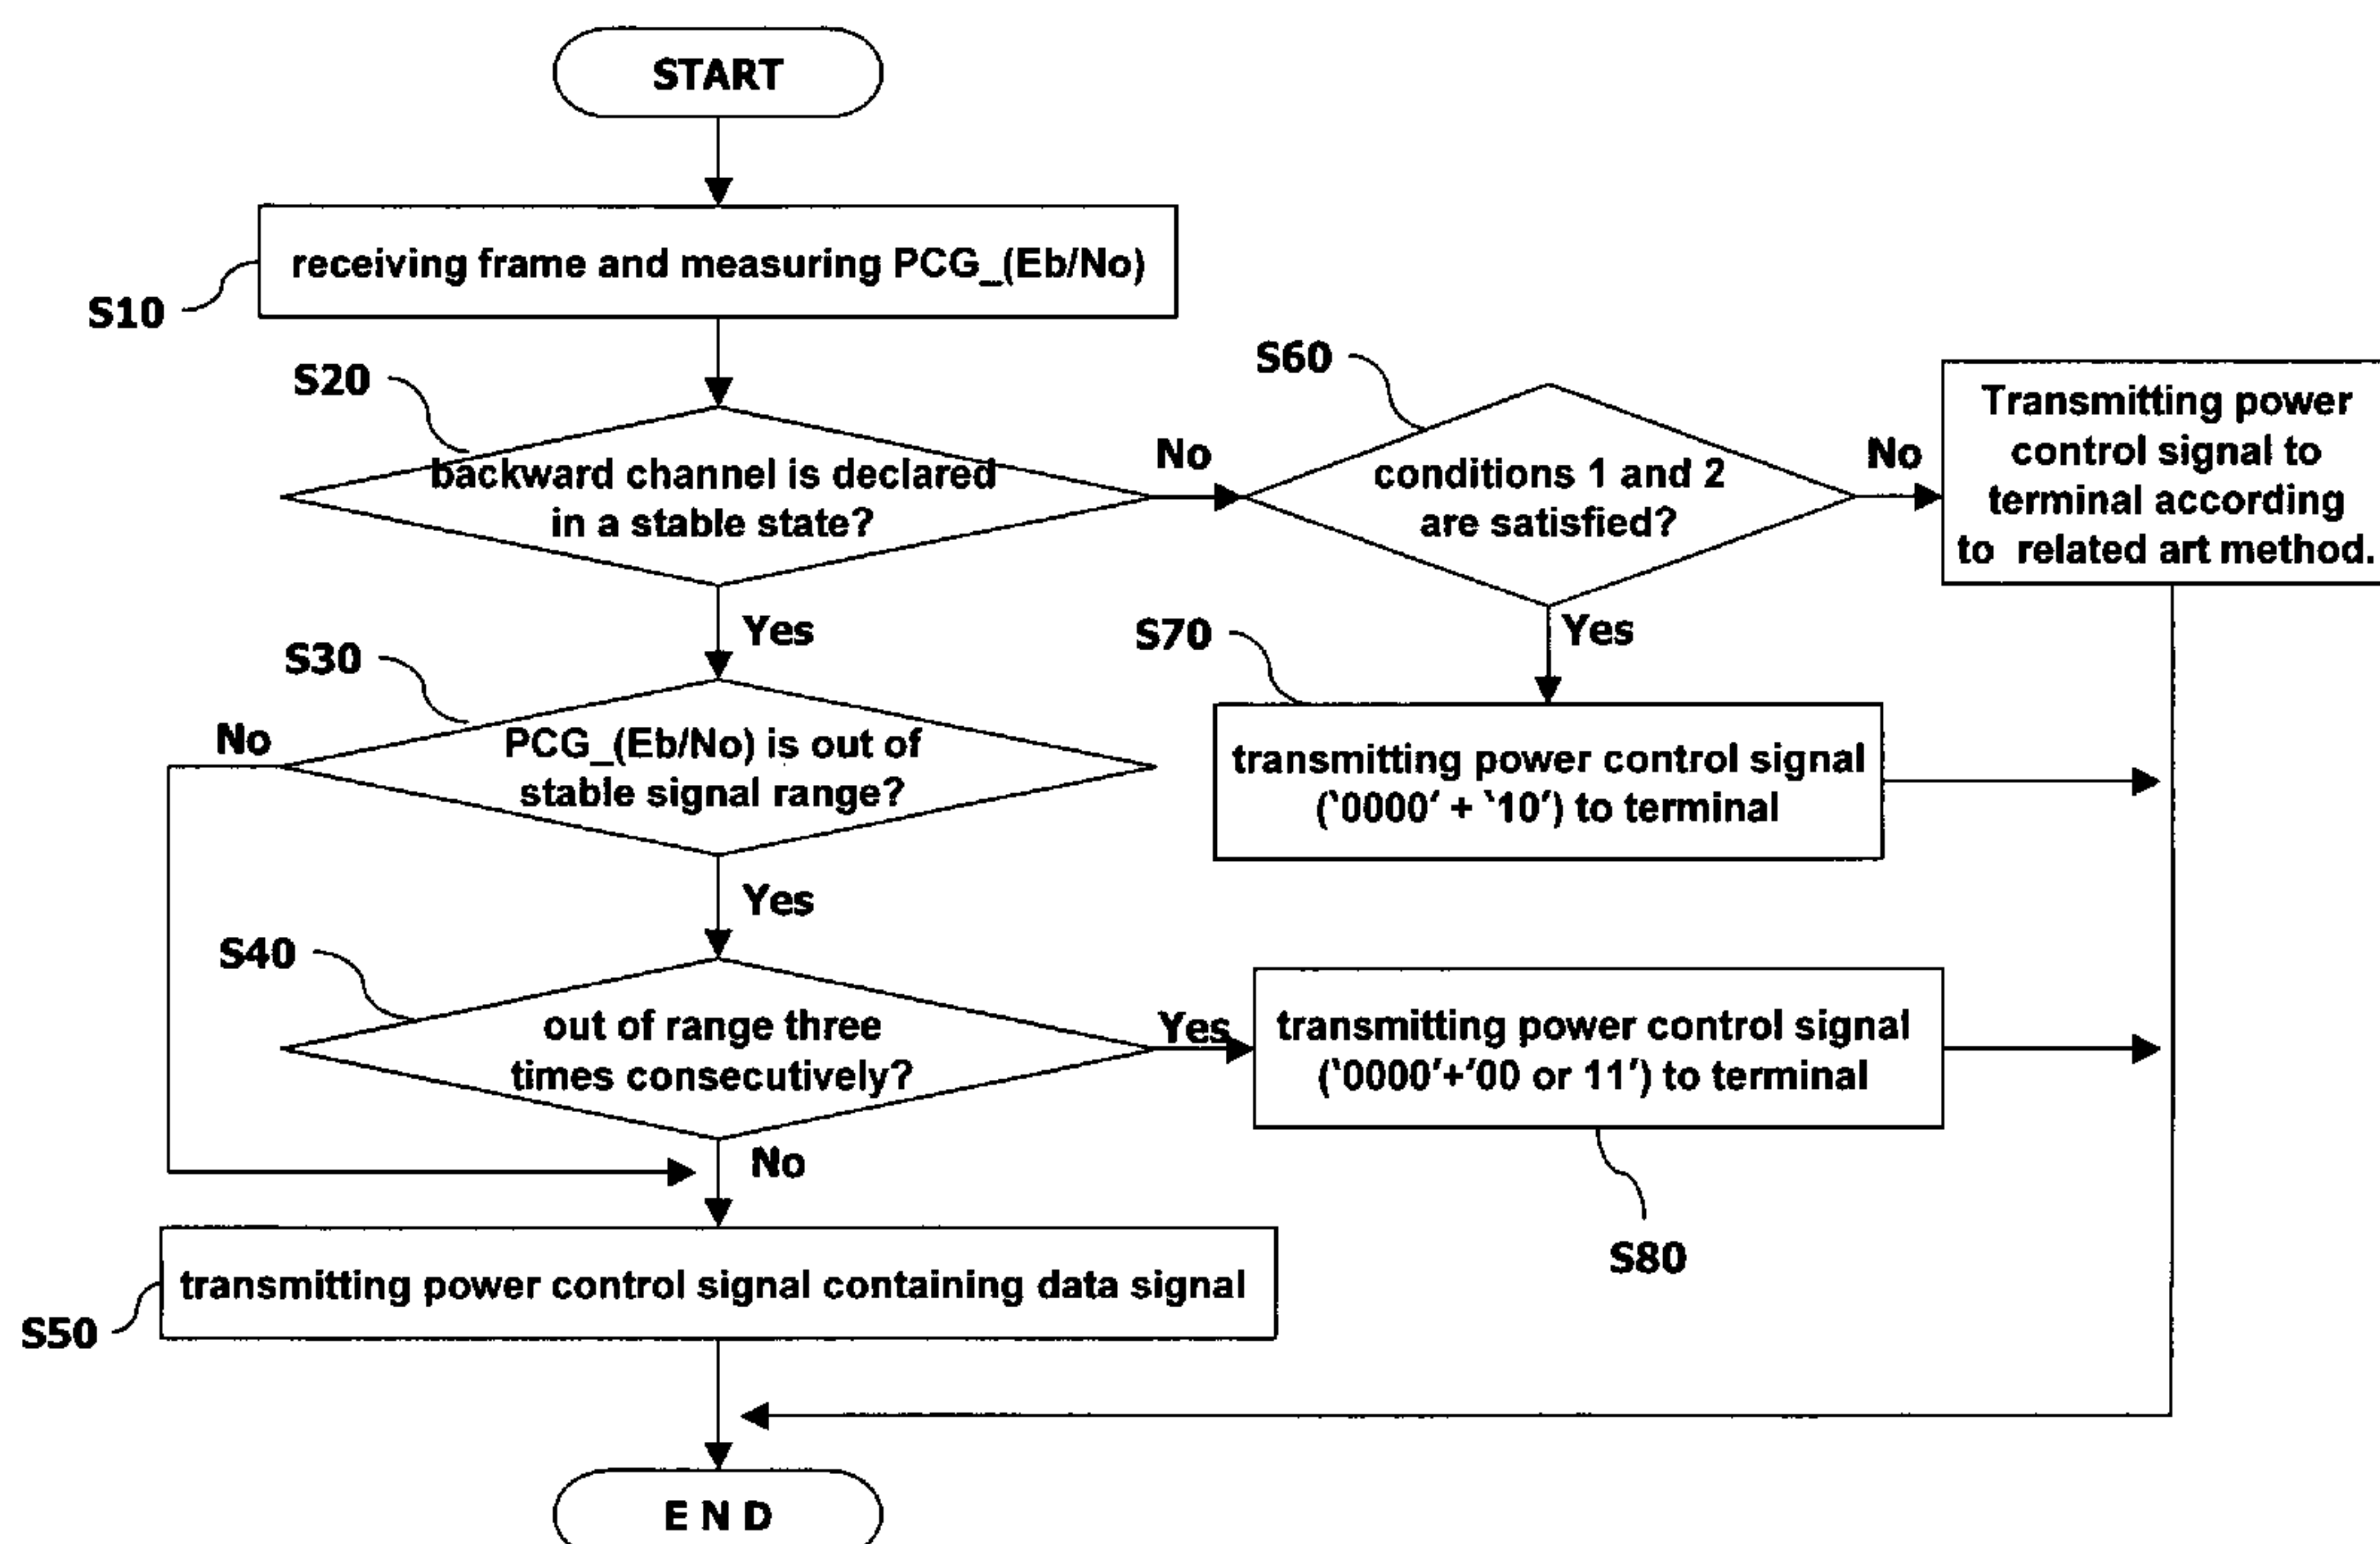 START
receiving frame and measuring PCG_(Eb/No)
S10
S20
backward channel is declared
in a stable state?
No
S60
conditions 1 and 2
are satisfied?
No
Transmitting power
control signal to
terminal according
to related art method.
Yes
S30
PCG_(Eb/No) is out of
stable signal range?
No
Yes
S70
transmitting power control signal
(‵0000′ + ‵10′) to terminal
Yes
S40
out of range three
times consecutively?
Yes
transmitting power control signal
(‵0000′+′00 or 11′) to terminal
S80
No
transmitting power control signal containing data signal
S50
E N D